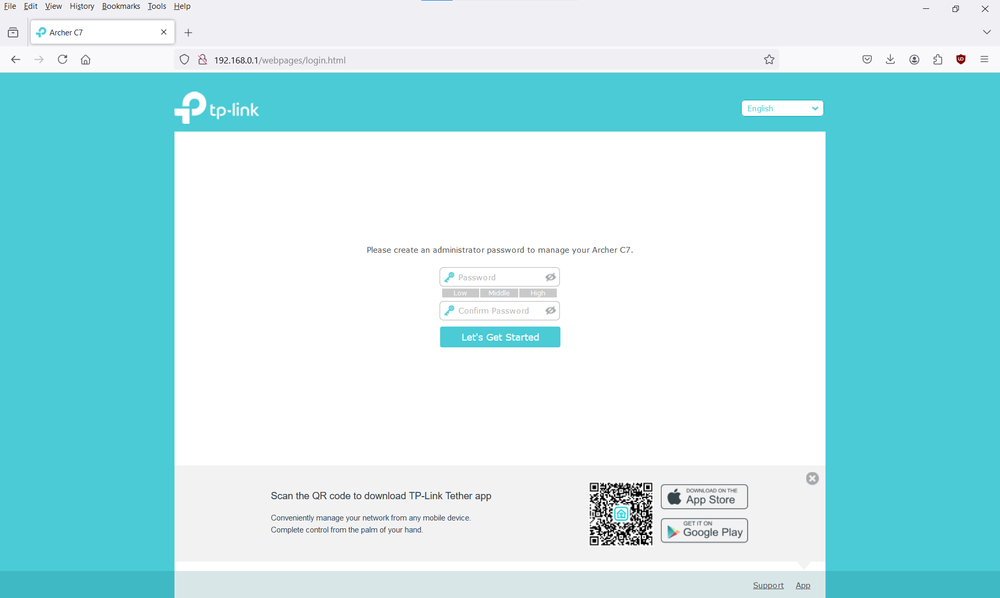 File Edit View History Bookmarks Tools Help
Archer C7
192.168.0.1/webpages/login.html
tp-link
English
Please create an administrator password to manage your Archer C7.
Password
Low Middle High
Confirm Password
Let's Get Started
Scan the QR code to download TP-Link Tether app
Conveniently manage your network from any mobile device.
Complete control from the palm of your hand.
DOWNLOAD ON THE
App Store
GET IT ON
Google Play
Support App